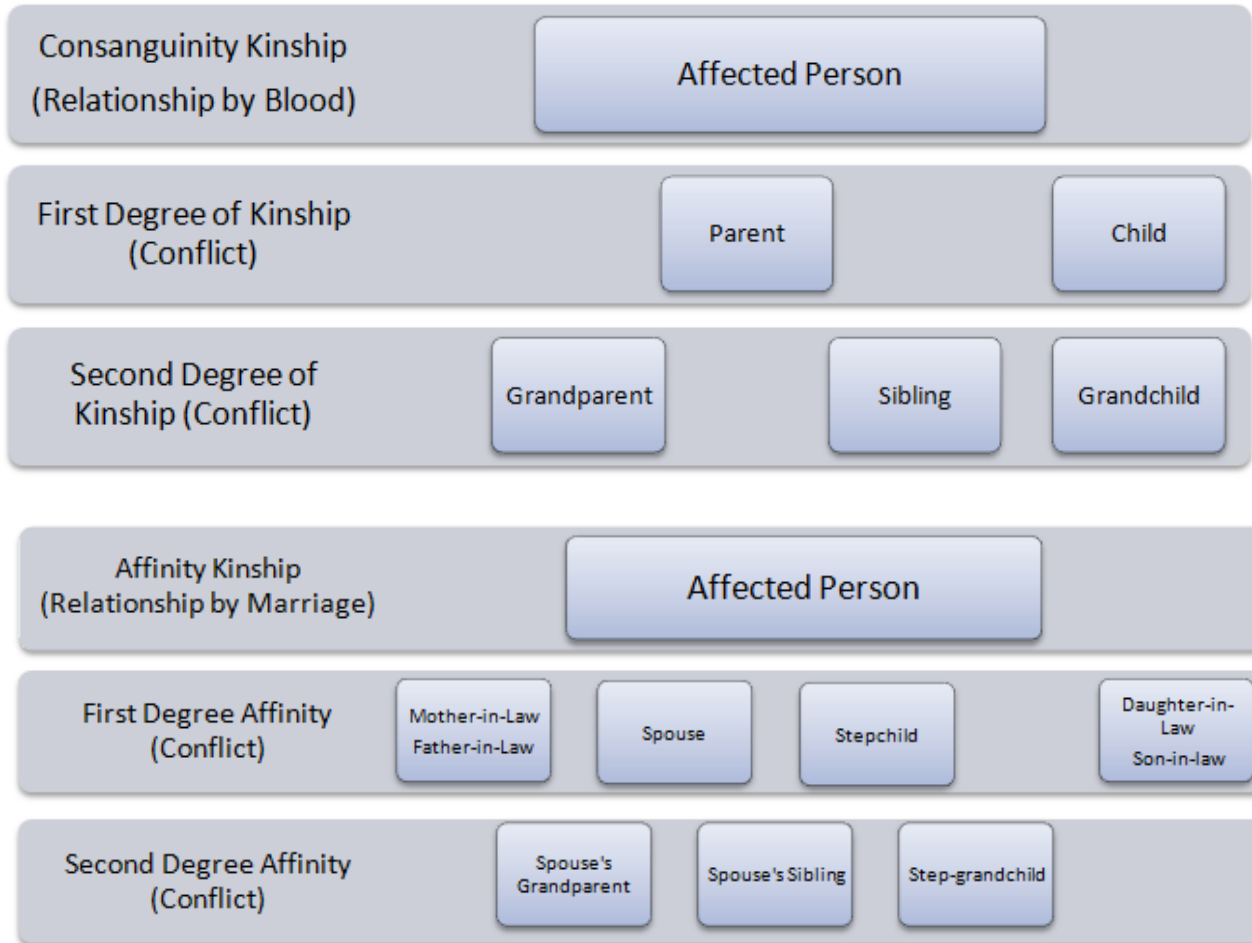 Consanguinity Kinship
(Relationship by Blood)
Affected Person
First Degree of Kinship
(Conflict)
Parent
Child
Second Degree of
Kinship (Conflict)
Grandparent
Sibling
Grandchild
Affinity Kinship
(Relationship by Marriage)
Affected Person
First Degree Affinity
(Conflict)
Mother-in-Law
Father-in-Law
Spouse
Stepchild
Daughter-in-
Law
Son-in-law
Second Degree Affinity
(Conflict)
Spouse's
Grandparent
Spouse's Sibling
Step-grandchild